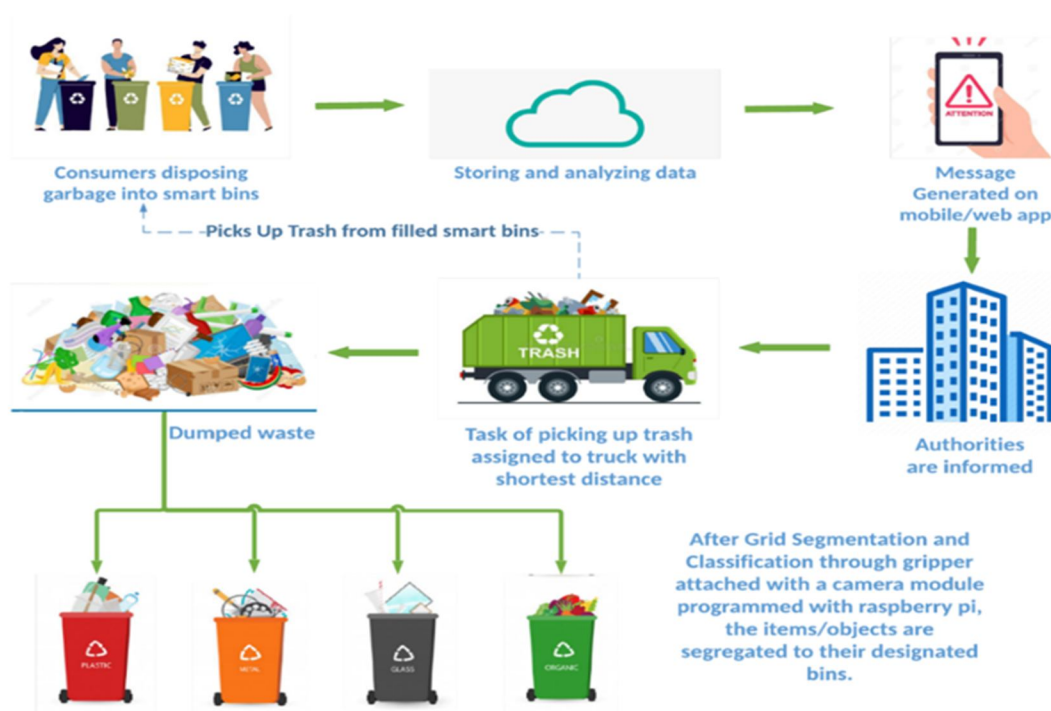 ATTENTION
Consumers disposing
garbage into smart bins
Storing and analyzing data
Message
Generated on
mobile/web app
Picks Up Trash from filled smart bins
TRASH
Dumped waste
Task of picking up trash
assigned to truck with
shortest distance
Authorities
are informed
After Grid Segmentation and
Classification through gripper
attached with a camera module
programmed with raspberry pi,
the items/objects are
segregated to their designated
bins.
PLASTIC
METAL
GLASS
ORGANIC